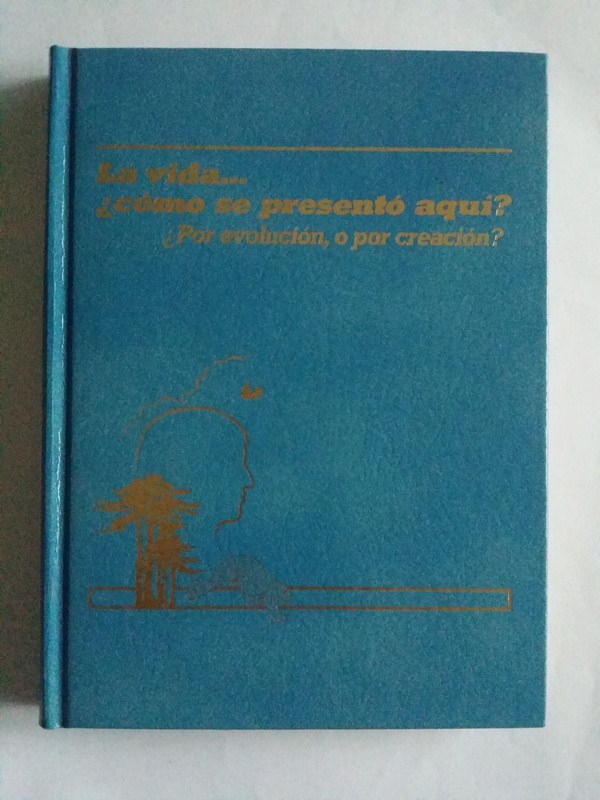 La vida...
¿cómo se presentó aquí?
¿Por evolución, o por creación?